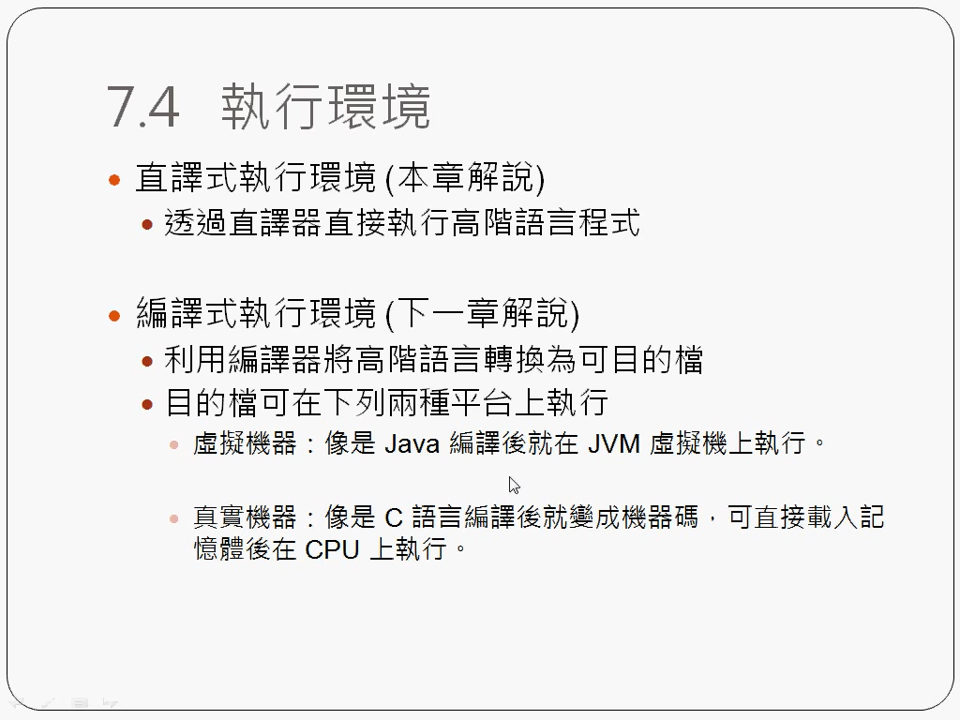 7.4 執行環境
直譯式執行環境 (本章解說)
透過直譯器直接執行高階語言程式
編譯式執行環境 (下一章解說)
利用編譯器將高階語言轉換為可目的檔
目的檔可在下列兩種平台上執行
虛擬機器：像是 Java 編譯後就在 JVM 虛擬機上執行。
真實機器：像是 C 語言編譯後就變成機器碼，可直接載入記
憶體後在 CPU 上執行。